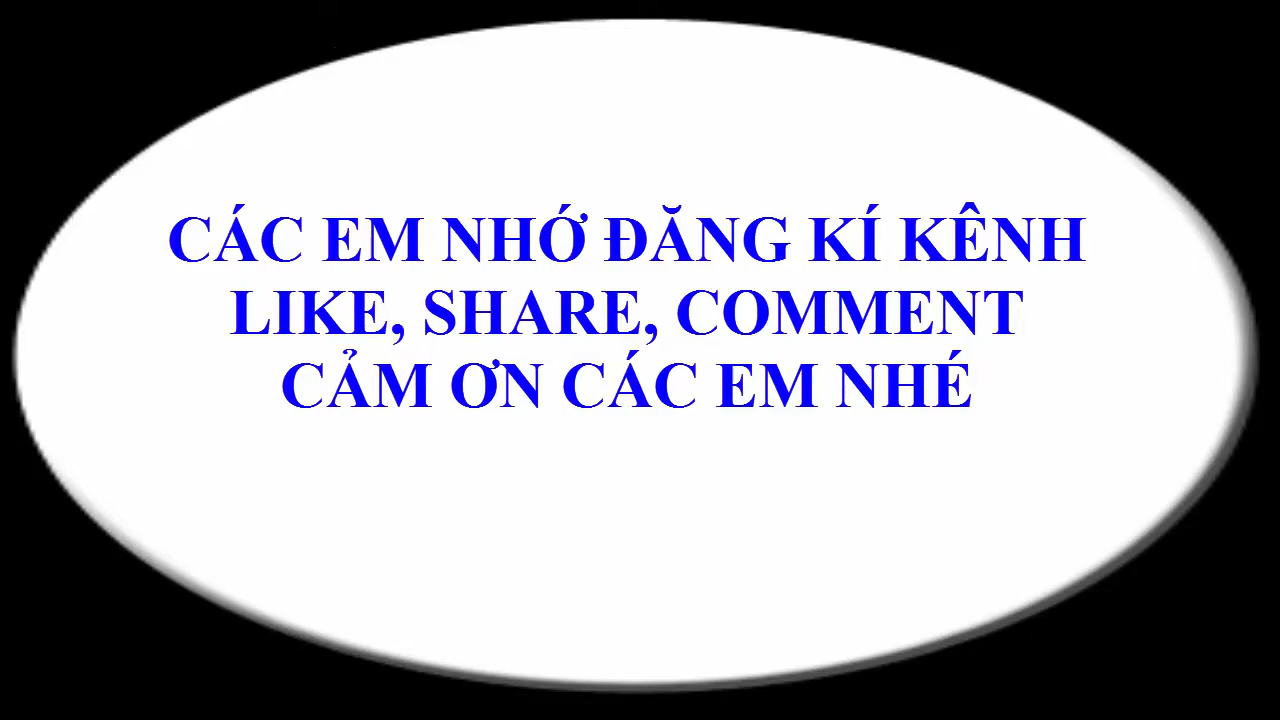 CÁC EM NHỚ ĐĂNG KÍ KÊNH
LIKE, SHARE, COMMENT
CẢM ƠN CÁC EM NHÉ